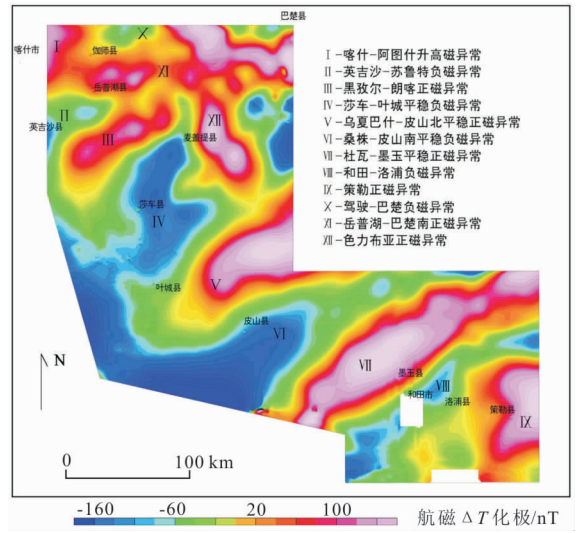 巴楚县
喀什市
I
伽师县
X
XI
岳普湖县
II
英吉沙县
III
XII
麦盖提县
I-喀什-阿图什升高磁异常
II-英吉沙-苏鲁特负磁异常
III-黑孜尔-朗喀正磁异常
IV-莎车-叶城平稳负磁异常
V-乌夏巴什-皮山北平稳正磁异常
VI-桑株-皮山南平稳负磁异常
VII-杜瓦-墨玉平稳正磁异常
VIII-和田-洛浦负磁异常
IX-策勒正磁异常
X-驾驶-巴楚负磁异常
XI-岳普湖-巴楚南正磁异常
XII-色力布亚正磁异常
莎车县
IV
叶城县
V
皮山县
VI
VII
墨玉县
VIII
和田市
洛浦县
策勒县
IX
N
0 100 km
-160 -60 20 100 航磁ΔT化极/nT